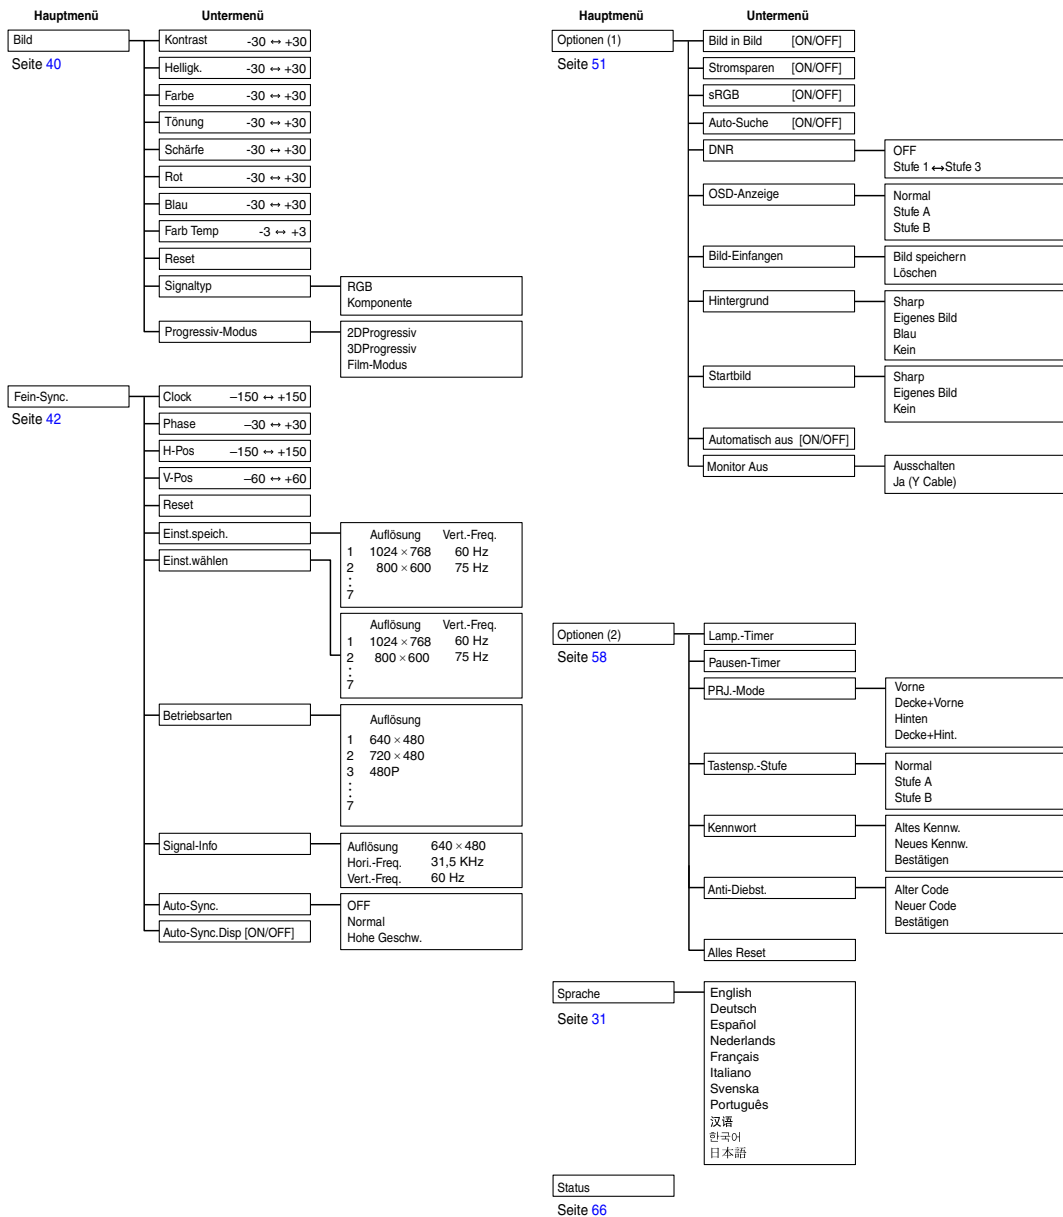 Hauptmenü Untermenü
Bild
Seite 40
Kontrast -30 ↔ +30
Helligk. -30 ↔ +30
Farbe -30 ↔ +30
Tönung -30 ↔ +30
Schärfe -30 ↔ +30
Rot -30 ↔ +30
Blau -30 ↔ +30
Farb Temp -3 ↔ +3
Reset
Signaltyp
RGB
Komponente
Progressiv-Modus
2DProgressiv
3DProgressiv
Film-Modus
Fein-Sync.
Seite 42
Clock –150 ↔ +150
Phase –30 ↔ +30
H-Pos –150 ↔ +150
V-Pos –60 ↔ +60
Reset
Einst.speich.
Auflösung Vert.-Freq.
1 1024 × 768 60 Hz
2 800 × 600 75 Hz
⋮
7
Einst.wählen
Auflösung Vert.-Freq.
1 1024 × 768 60 Hz
2 800 × 600 75 Hz
⋮
7
Betriebsarten
Auflösung
1 640 × 480
2 720 × 480
3 480P
⋮
7
Signal-Info
Auflösung 640 × 480
Hori.-Freq. 31,5 KHz
Vert.-Freq. 60 Hz
Auto-Sync.
OFF
Normal
Hohe Geschw.
Auto-Sync.Disp [ON/OFF]
Hauptmenü Untermenü
Optionen (1)
Seite 51
Bild in Bild [ON/OFF]
Stromsparen [ON/OFF]
sRGB [ON/OFF]
Auto-Suche [ON/OFF]
DNR
OFF
Stufe 1 ↔Stufe 3
OSD-Anzeige
Normal
Stufe A
Stufe B
Bild-Einfangen
Bild speichern
Löschen
Hintergrund
Sharp
Eigenes Bild
Blau
Kein
Startbild
Sharp
Eigenes Bild
Kein
Automatisch aus [ON/OFF]
Monitor Aus
Ausschalten
Ja (Y Cable)
Optionen (2)
Seite 58
Lamp.-Timer
Pausen-Timer
PRJ.-Mode
Vorne
Decke+Vorne
Hinten
Decke+Hint.
Tastensp.-Stufe
Normal
Stufe A
Stufe B
Kennwort
Altes Kennw.
Neues Kennw.
Bestätigen
Anti-Diebst.
Alter Code
Neuer Code
Bestätigen
Alles Reset
Sprache
Seite 31
English
Deutsch
Español
Nederlands
Français
Italiano
Svenska
Português
汉语
한국어
日本語
Status
Seite 66